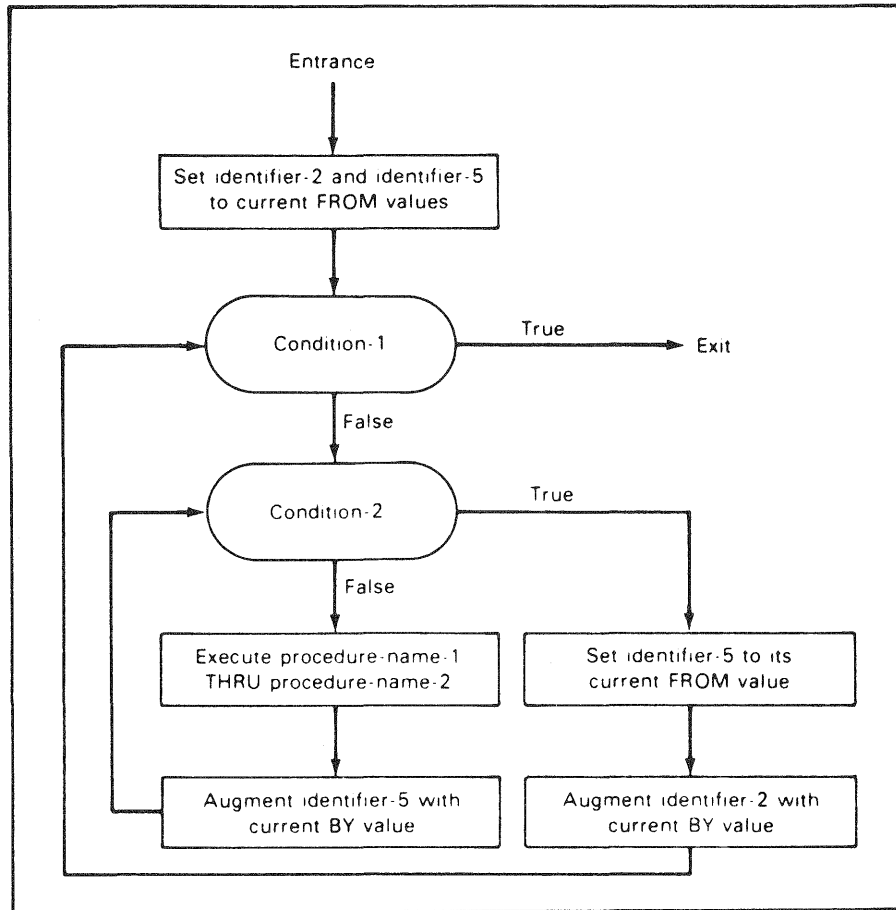 Entrance
Set identifier-2 and identifier-5
to current FROM values
Condition-1
True
Exit
False
Condition-2
True
False
Execute procedure-name-1
THRU procedure-name-2
Set identifier-5 to its
current FROM value
Augment identifier-5 with
current BY value
Augment identifier-2 with
current BY value